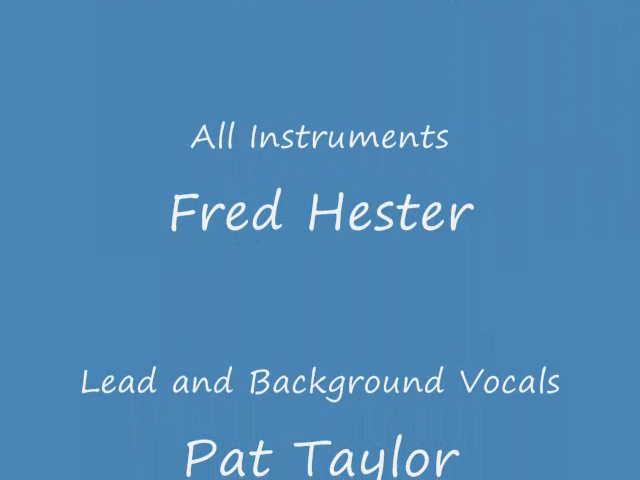 All Instruments
Fred Hester
Lead and Background Vocals
Pat Taylor